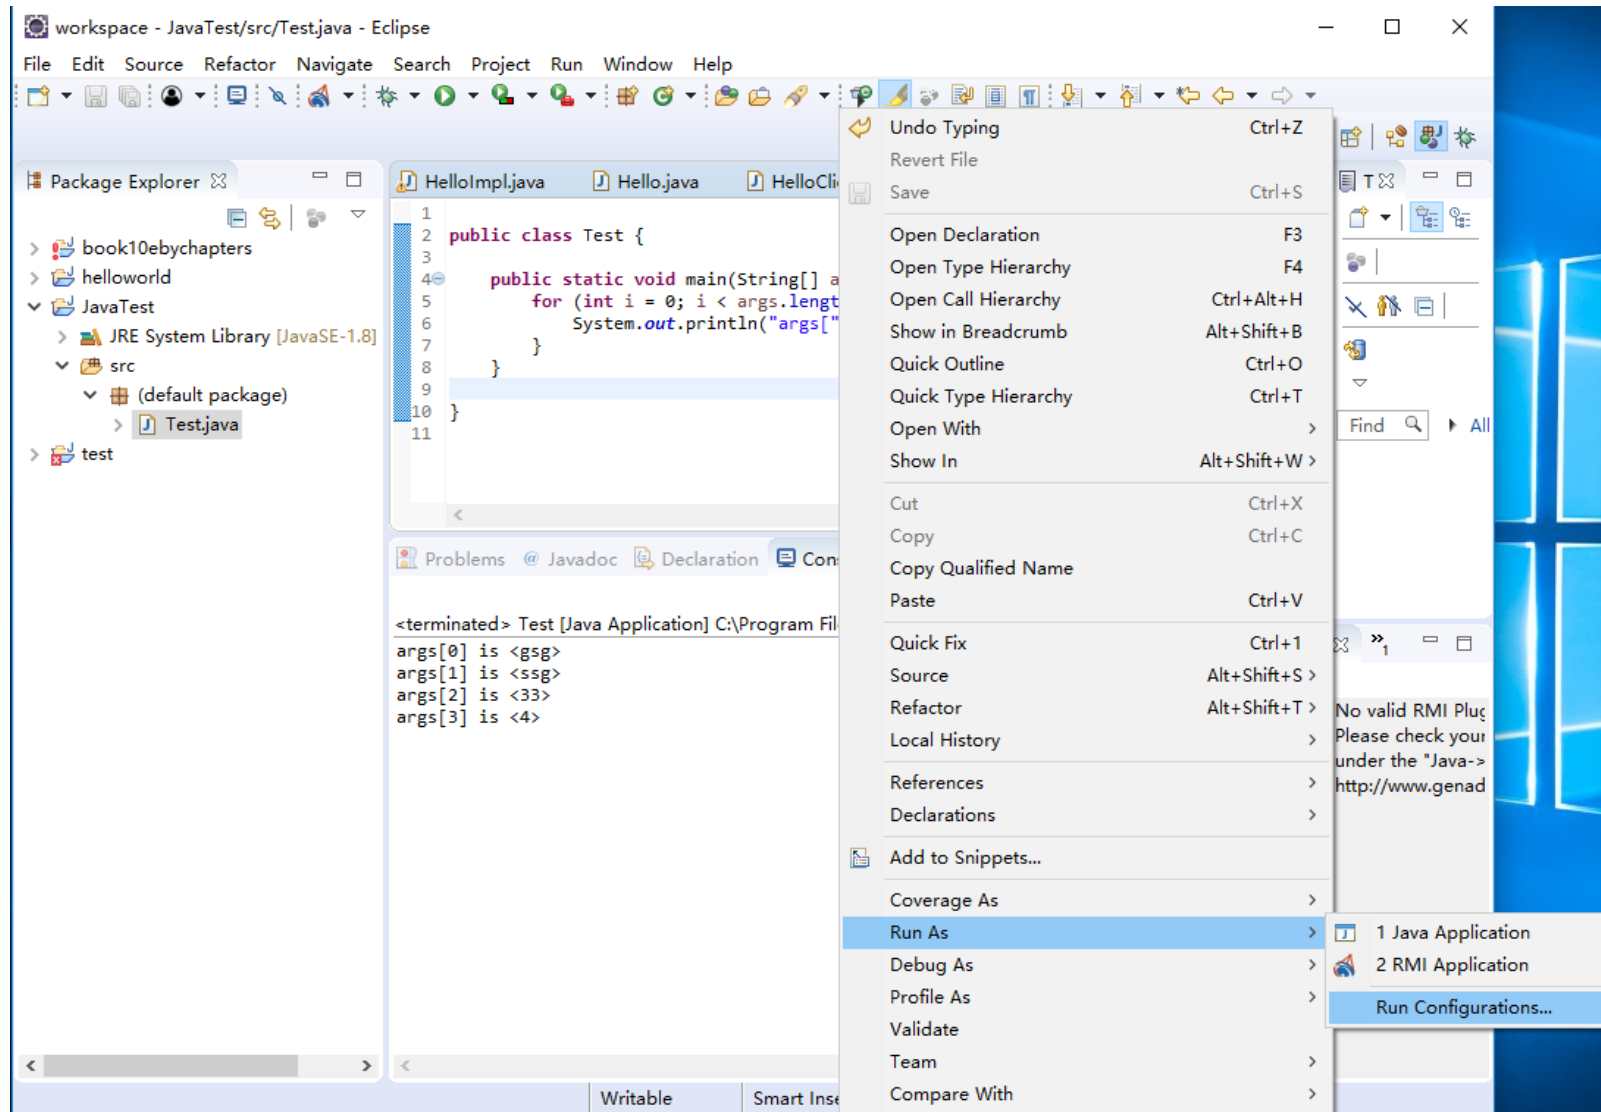 workspace - JavaTest/src/Test.java - Eclipse
File Edit Source Refactor Navigate Search Project Run Window Help
Package Explorer
book10ebychapters
helloworld
JavaTest
JRE System Library [JavaSE-1.8]
src
(default package)
Test.java
test
HelloImpl.java Hello.java HelloCli
1
2 public class Test {
3
4 public static void main(String[] a
5 for (int i = 0; i < args.lengt
6 System.out.println("args["
7 }
8 }
9
10 }
11
Problems @ Javadoc Declaration Con
<terminated> Test [Java Application] C:\Program Fil
args[0] is <gsg>
args[1] is <ssg>
args[2] is <33>
args[3] is <4>
Undo Typing Ctrl+Z
Revert File
Save Ctrl+S
Open Declaration F3
Open Type Hierarchy F4
Open Call Hierarchy Ctrl+Alt+H
Show in Breadcrumb Alt+Shift+B
Quick Outline Ctrl+O
Quick Type Hierarchy Ctrl+T
Open With
Show In Alt+Shift+W
Cut Ctrl+X
Copy Ctrl+C
Copy Qualified Name
Paste Ctrl+V
Quick Fix Ctrl+1
Source Alt+Shift+S
Refactor Alt+Shift+T
Local History
References
Declarations
Add to Snippets...
Coverage As
Run As
Debug As
Profile As
Validate
Team
Compare With
1 Java Application
2 RMI Application
Run Configurations...
T
Find All
»1
No valid RMI Plug
Please check your
under the "Java->
http://www.genad
Writable Smart Inse